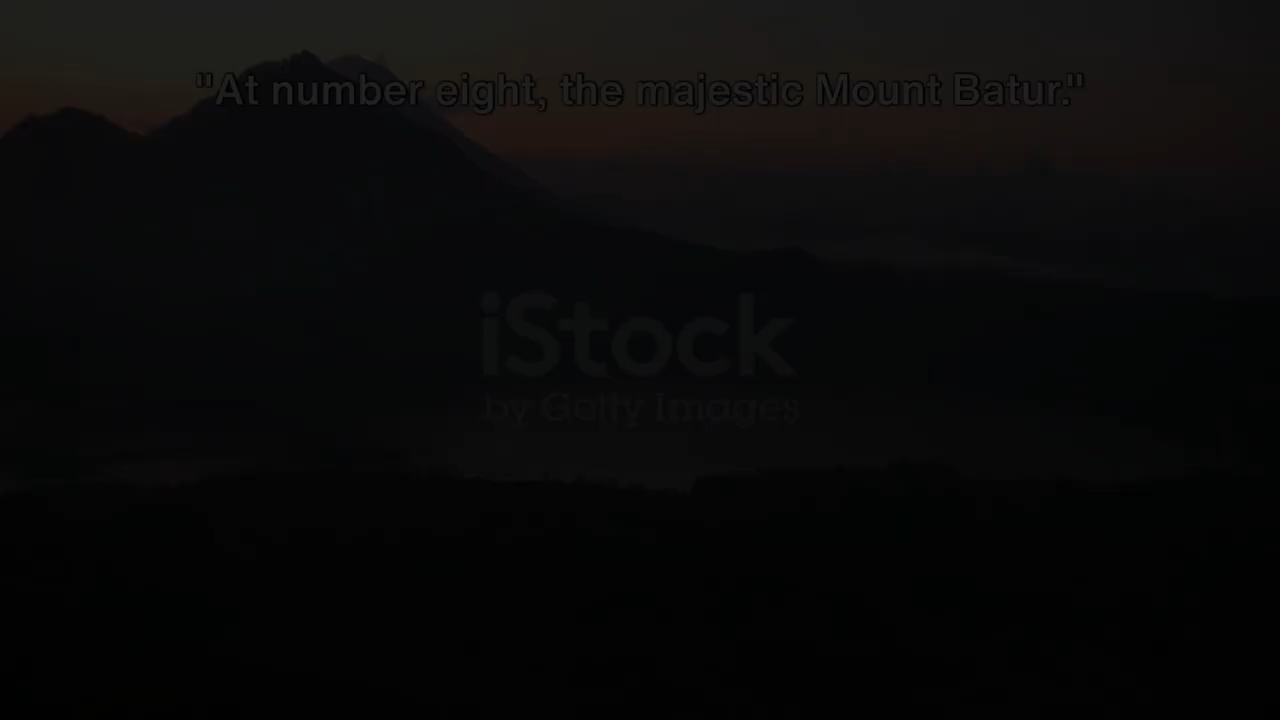 "At number eight, the majestic Mount Batur."
iStock
by Getty Images